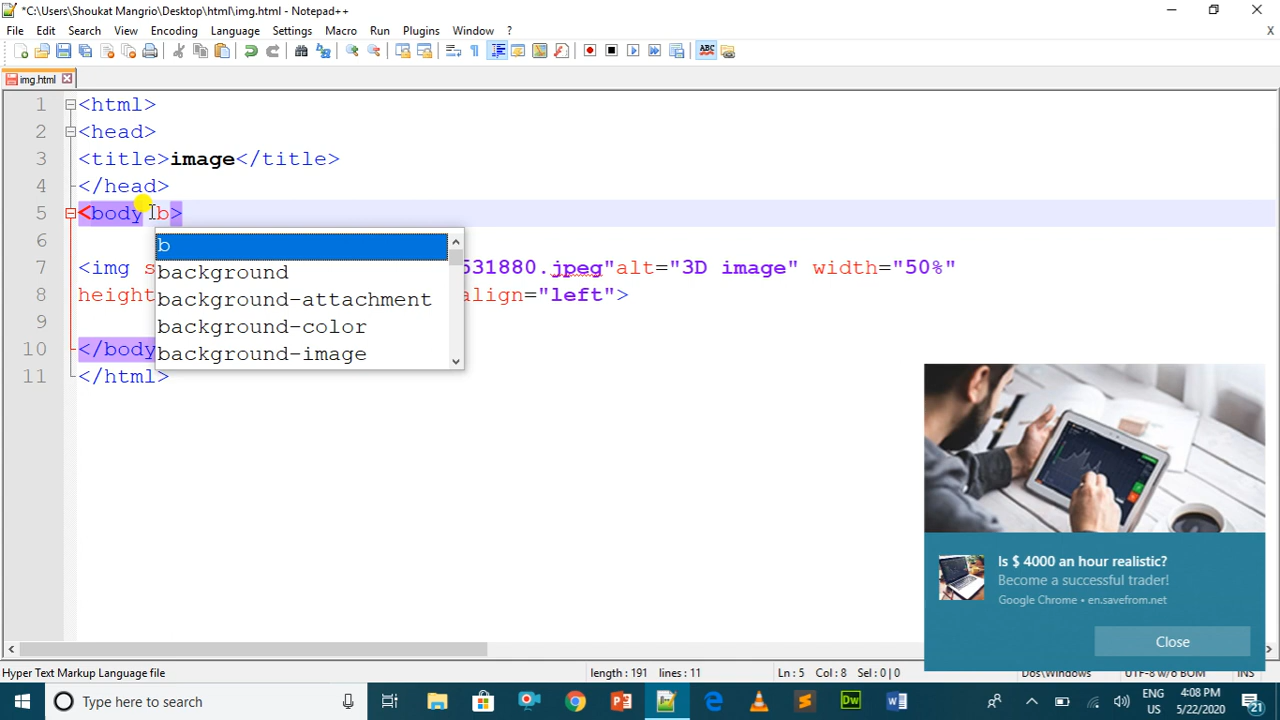 *C:\Users\Shoukat Mangrio\Desktop\html\img.html - Notepad++
File Edit Search View Encoding Language Settings Macro Run Plugins Window ? X
ABC
img.html
1 <html>
2 <head>
3 <title>image</title>
4 </head>
5 <body b>
6 b
background
7 <img s 531880.jpeg"alt="3D image" width="50%"
8 height background-attachment align="left">
9 background-color
10 </body background-image
11 </html>
Is $ 4000 an hour realistic?
Become a successful trader!
Google Chrome • en.savefrom.net
Close
Hyper Text Markup Language file length : 191 lines : 11 Ln : 5 Col : 8 Sel : 0 | 0 Dos\Windows UTF-8 w/o BOM INS
Type here to search Dw W ENG 4:08 PM
US 5/22/2020 21